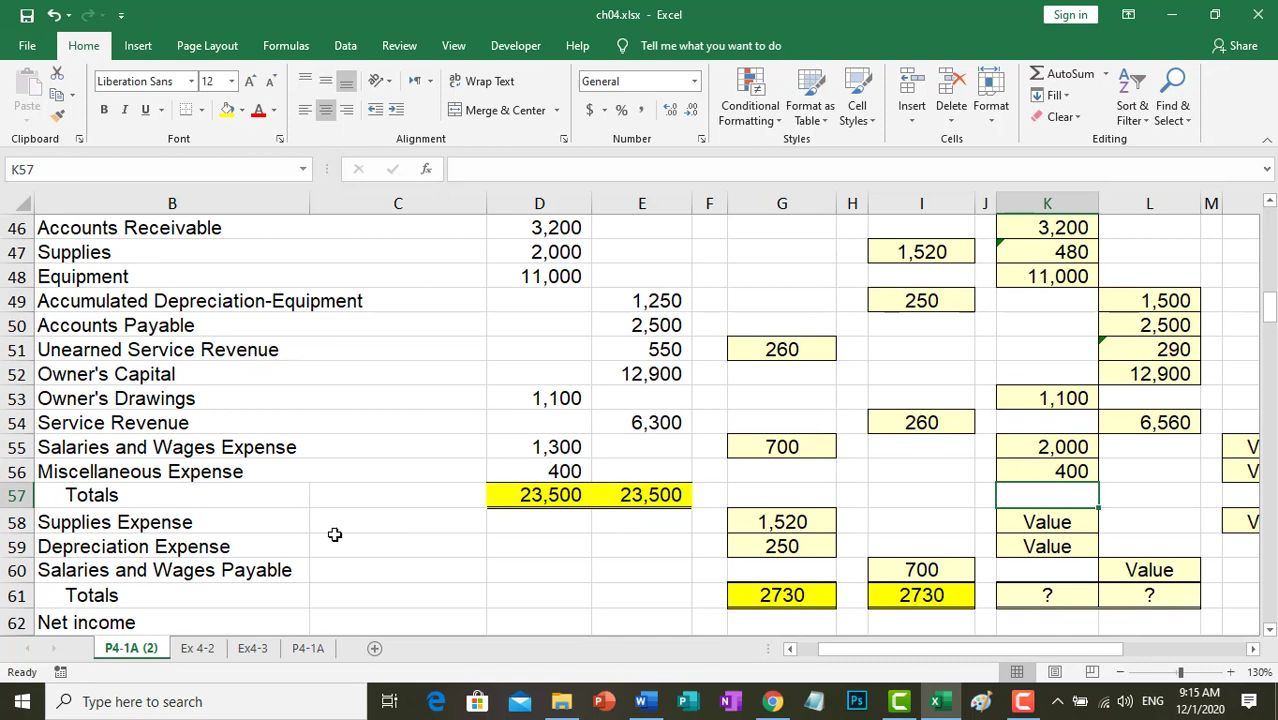 ch04.xlsx - Excel
Sign in
File Home Insert Page Layout Formulas Data Review View Developer Help Tell me what you want to do Share
Paste Liberation Sans 12 A A Wrap Text General Conditional Formatting Format as Table Cell Styles Insert Delete Format AutoSum Fill Clear Sort & Filter Find & Select
B I U A Merge & Center $ % ,
Clipboard Font Alignment Number Styles Cells Editing
K57 fx
B C D E F G H I J K L M
46 Accounts Receivable 3,200 3,200
47 Supplies 2,000 1,520 480
48 Equipment 11,000 11,000
49 Accumulated Depreciation-Equipment 1,250 250 1,500
50 Accounts Payable 2,500 2,500
51 Unearned Service Revenue 550 260 290
52 Owner's Capital 12,900 12,900
53 Owner's Drawings 1,100 1,100
54 Service Revenue 6,300 260 6,560
55 Salaries and Wages Expense 1,300 700 2,000 V
56 Miscellaneous Expense 400 400 V
57 Totals 23,500 23,500
58 Supplies Expense 1,520 Value V
59 Depreciation Expense 250 Value
60 Salaries and Wages Payable 700 Value
61 Totals 2730 2730 ? ?
62 Net income
P4-1A (2) Ex 4-2 Ex4-3 P4-1A
Ready 130%
Type here to search ENG 9:15 AM
12/1/2020